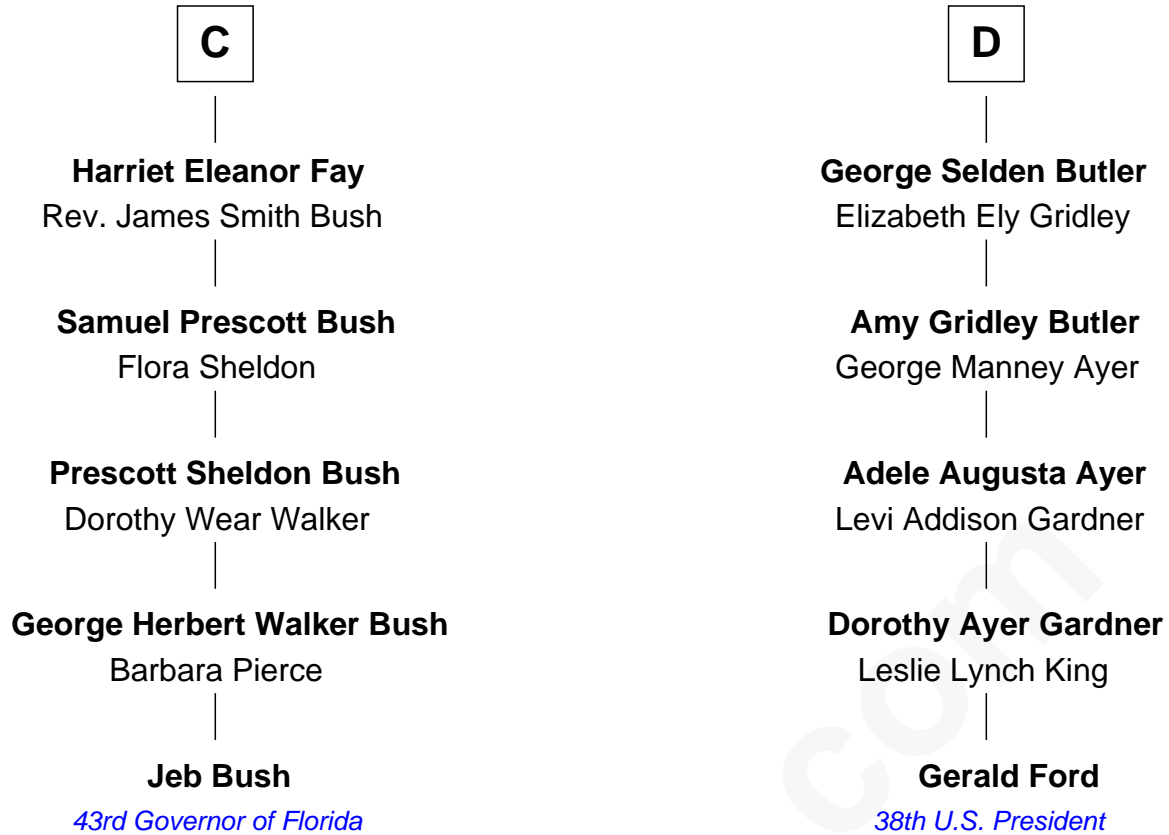 C
Harriet Eleanor Fay
Rev. James Smith Bush
Samuel Prescott Bush
Flora Sheldon
Prescott Sheldon Bush
Dorothy Wear Walker
George Herbert Walker Bush
Barbara Pierce
Jeb Bush
43rd Governor of Florida
D
George Selden Butler
Elizabeth Ely Gridley
Amy Gridley Butler
George Manney Ayer
Adele Augusta Ayer
Levi Addison Gardner
Dorothy Ayer Gardner
Leslie Lynch King
Gerald Ford
38th U.S. President
com